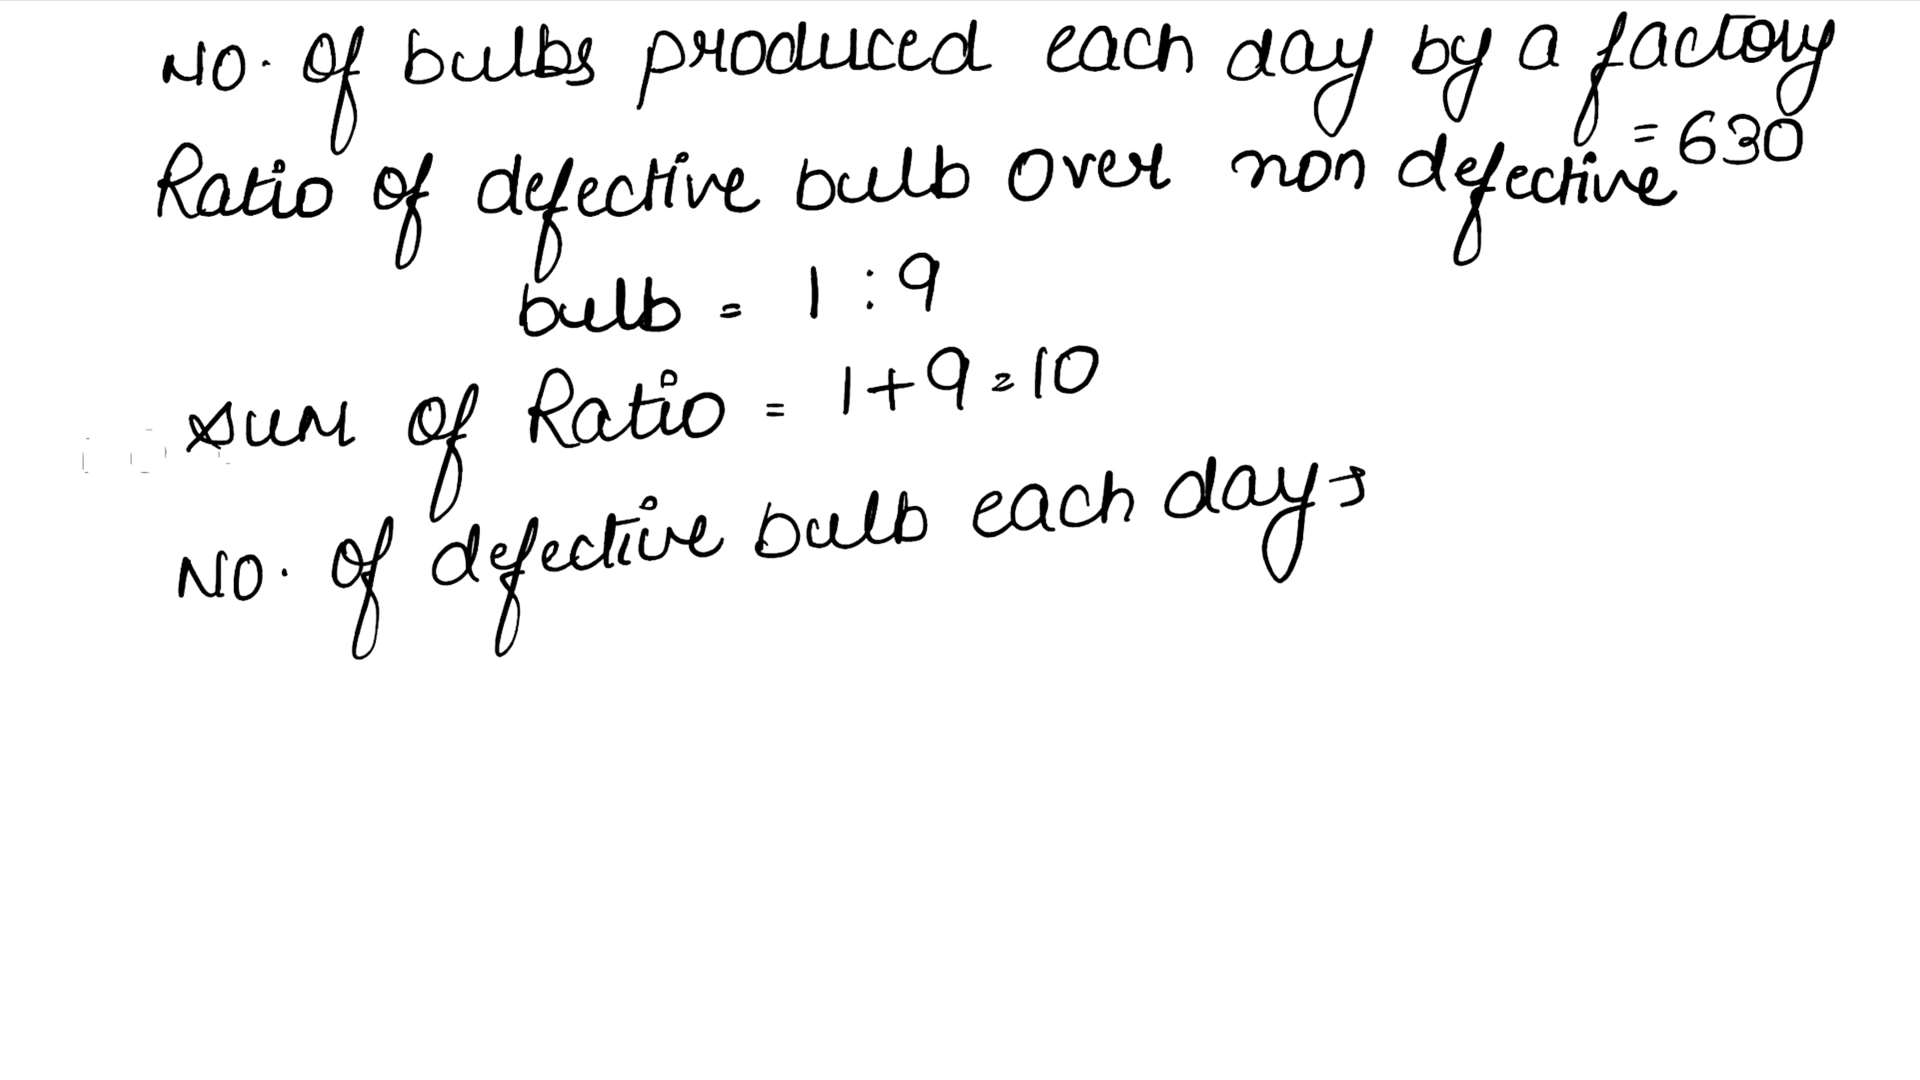 NO. of bulbs produced each day by a factory
= 630
Ratio of defective bulb over non defective
bulb = 1 : 9
sum of Ratio = 1+9=10
NO. of defective bulb each day→